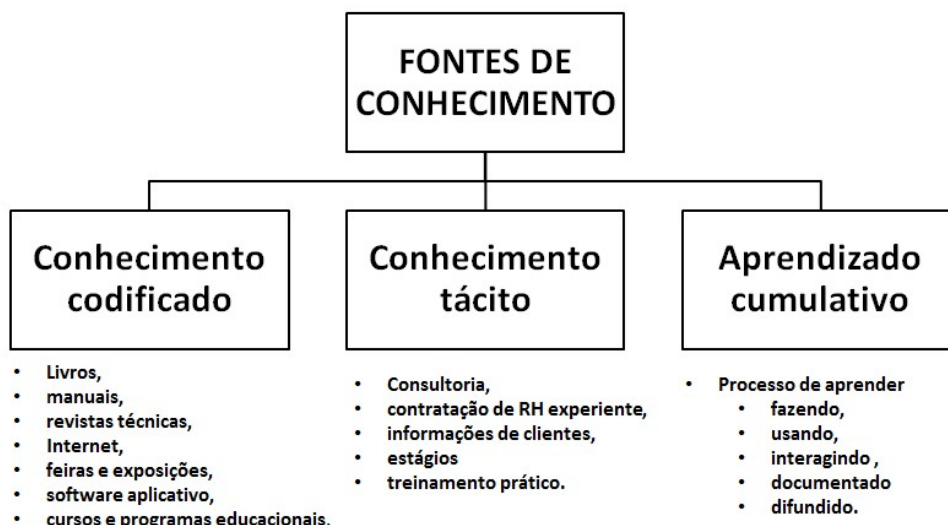 FONTES DE
CONHECIMENTO
Conhecimento
codificado
• Livros,
• manuais,
• revistas técnicas,
• Internet,
• feiras e exposições,
• software aplicativo,
• cursos e programas educacionais.
Conhecimento
tácito
• Consultoria,
• contratação de RH experiente,
• informações de clientes,
• estágios
• treinamento prático.
Aprendizado
cumulativo
• Processo de aprender
• fazendo,
• usando,
• interagindo ,
• documentado
• difundido.